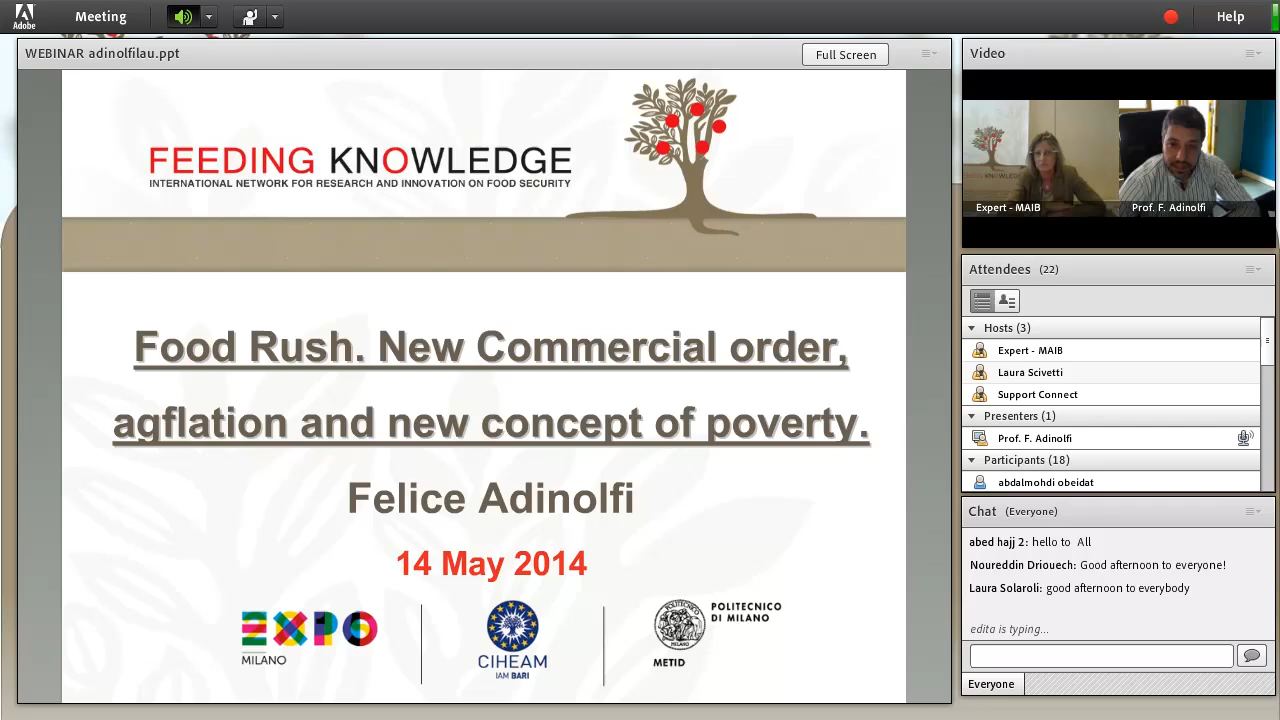 Adobe
Meeting
Help
WEBINAR adinolfilau.ppt
Full Screen
FEEDING KNOWLEDGE
INTERNATIONAL NETWORK FOR RESEARCH AND INNOVATION ON FOOD SECURITY
Food Rush. New Commercial order,
agflation and new concept of poverty.
Felice Adinolfi
14 May 2014
EXPO
MILANO
CIHEAM
IAM BARI
POLITECNICO
DI MILANO
METID
Video
Expert - MAIB
Prof. F. Adinolfi
Attendees (22)
Hosts (3)
Expert - MAIB
Laura Scivetti
Support Connect
Presenters (1)
Prof. F. Adinolfi
Participants (18)
abdalmohdi obeidat
Chat (Everyone)
abed hajj 2: hello to All
Noureddin Driouech: Good afternoon to everyone!
Laura Solaroli: good afternoon to everybody
edita is typing...
Everyone